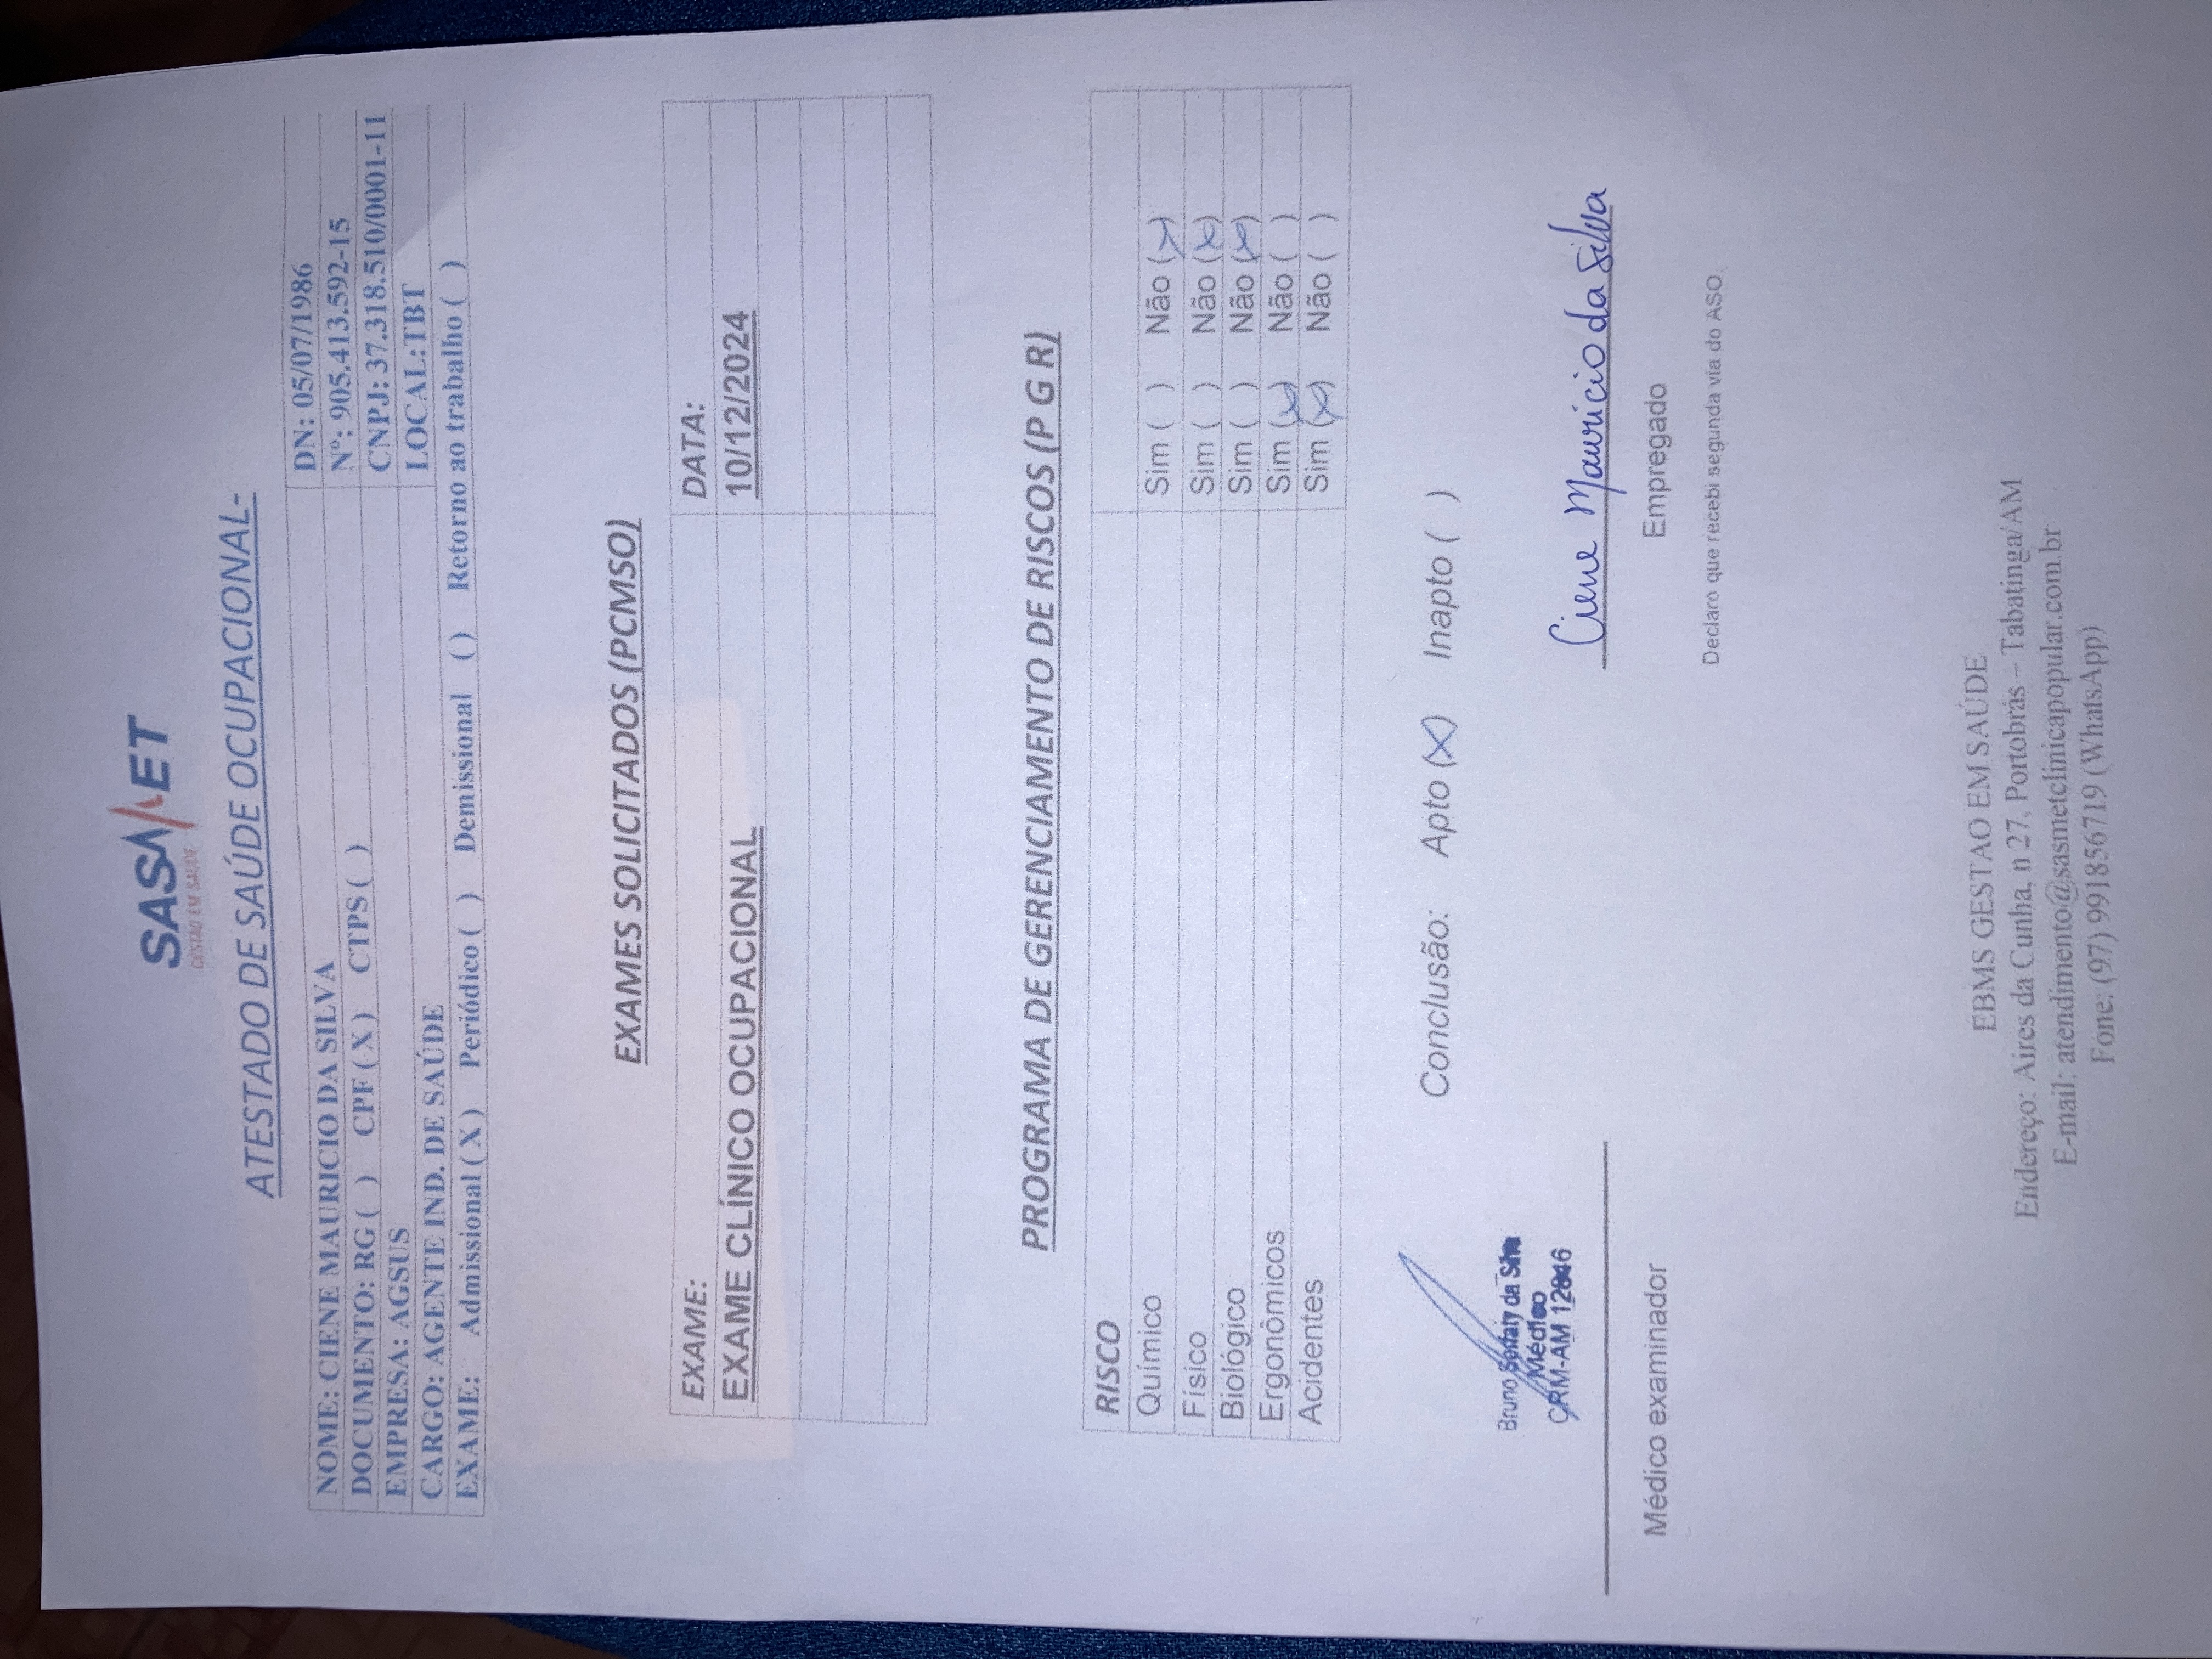 SASMET
GESTÃO EM SAÚDE
ATESTADO DE SAÚDE OCUPACIONAL-
NOME: CIENE MAURICIO DA SILVA DN: 05/07/1986
DOCUMENTO: RG ( ) CPF ( X ) CTPS ( ) Nº: 905.413.592-15
EMPRESA: AGSUS CNPJ: 37.318.510/0001-11
CARGO: AGENTE IND. DE SAÚDE LOCAL:TBT
EXAME: Admissional ( X ) Periódico ( ) Demissional ( ) Retorno ao trabalho ( )
EXAMES SOLICITADOS (PCMSO)
EXAME: DATA:
EXAME CLÍNICO OCUPACIONAL 10/12/2024
PROGRAMA DE GERENCIAMENTO DE RISCOS (P G R)
RISCO
Químico Sim ( ) Não (x)
Físico Sim ( ) Não (x)
Biológico Sim ( ) Não (x)
Ergonômicos Sim (x) Não ( )
Acidentes Sim (x) Não ( )
Conclusão: Apto (x) Inapto ( )
Bruno da Silva
Médico
CRM-AM
Ciene Mauricio da Silva
Médico examinador Empregado
Declaro que recebi segunda via do ASO.
EBMS GESTAO EM SAÚDE
Endereço: Aires da Cunha, n 27, Portobrás – Tabatinga/AM
E-mail: atendimento@sasmetclinicapopular.com.br
Fone: (97) 991856719 (WhatsApp)